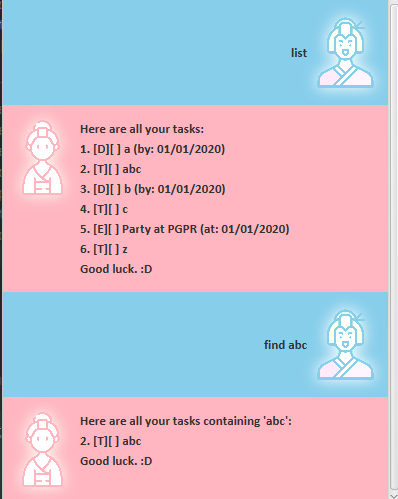 list
Here are all your tasks:
1. [D][ ] a (by: 01/01/2020)
2. [T][ ] abc
3. [D][ ] b (by: 01/01/2020)
4. [T][ ] c
5. [E][ ] Party at PGPR (at: 01/01/2020)
6. [T][ ] z
Good luck. :D
find abc
Here are all your tasks containing 'abc':
2. [T][ ] abc
Good luck. :D